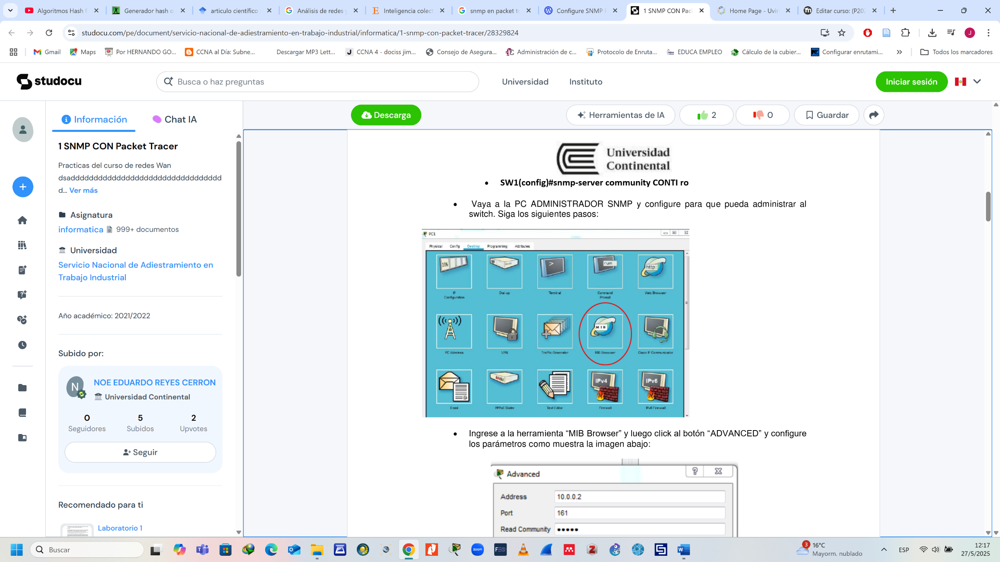 Algoritmos Hash f
Generador hash o
articulo científico
Análisis de redes y
Inteligencia colect
snmp en packet tr
Configure SNMP P
1 SNMP CON Pac
Home Page - Uvir
Editar curso: (P202
studocu.com/pe/document/servicio-nacional-de-adiestramiento-en-trabajo-industrial/informatica/1-snmp-con-packet-tracer/28329824
J
Gmail
Maps
Por HERNANDO GO...
CCNA al Día: Subne...
Descargar MP3 Lett...
CCNA 4 - dociss jim...
Consejo de Asegura...
Administración de c...
Protocolo de Enruta...
EDUCA EMPLEO
Cálculo de la cubier...
Configurar enrutami...
Todos los marcadores
studocu
Busca o haz preguntas
Universidad
Instituto
Iniciar sesión
Información
Chat IA
Descarga
Herramientas de IA
2
0
Guardar
1 SNMP CON Packet Tracer
Practicas del curso de redes Wan
dsaddddddddddddddddddddddddddddddddd
d... Ver más
Asignatura
informatica 999+ documentos
Universidad
Servicio Nacional de Adiestramiento en
Trabajo Industrial
Año académico: 2021/2022
Subido por:
N
NOE EDUARDO REYES CERRON
Universidad Continental
0
5
2
Seguidores
Subidos
Upvotes
Seguir
Recomendado para ti
Laboratorio 1
Universidad
Continental
• SW1(config)#snmp-server community CONTI ro
• Vaya a la PC ADMINISTRADOR SNMP y configure para que pueda administrar al
switch. Siga los siguientes pasos:
PC1
Physical Config Desktop Programming Attributes
106
run
http:
IP
Configuration
Dial-up
Terminal
Command
Prompt
Web Browser
MIB
PC Wireless
VPN
Traffic Generator
MIB Browser
Cisco IP Communicator
IPv4
IPv6
Email
PPPoE Dialer
Text Editor
Firewall
IPv6 Firewall
• Ingrese a la herramienta “MIB Browser” y luego click al botón “ADVANCED” y configure
los parámetros como muestra la imagen abajo:
Advanced
Address 10.0.0.2
Port 161
Read Community •••••
Buscar
zoom
3
16°C
Mayorm. nublado
ESP
12:17
27/5/2025